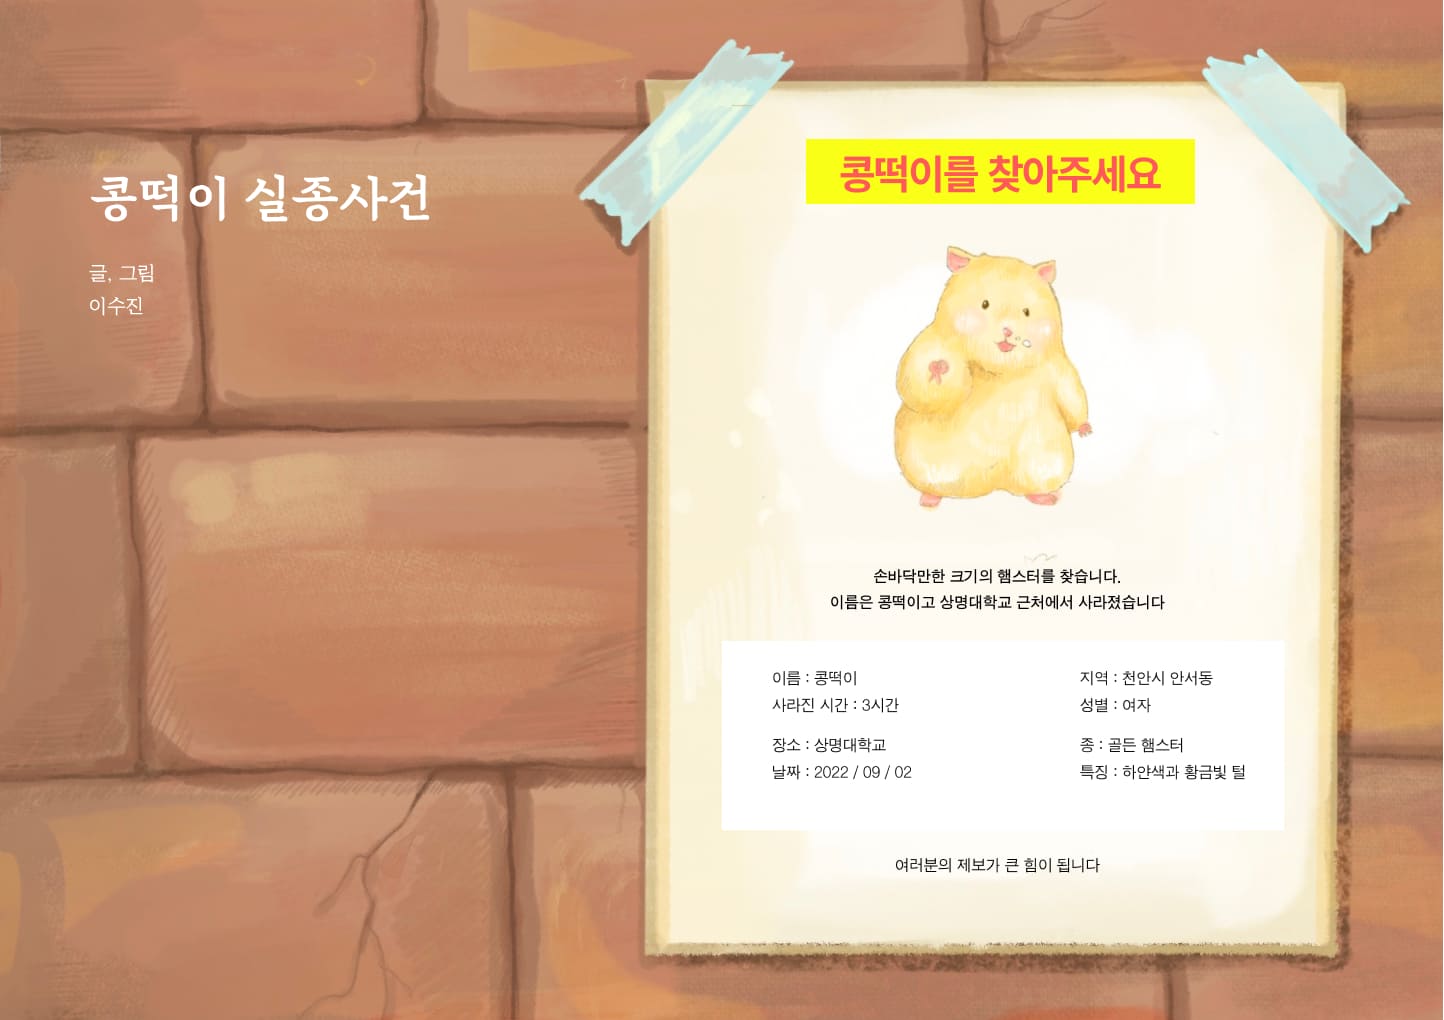 콩떡이 실종사건
글, 그림
이수진
콩떡이를 찾아주세요
손바닥만한 크기의 햄스터를 찾습니다.
이름은 콩떡이고 상명대학교 근처에서 사라졌습니다
이름 : 콩떡이
사라진 시간 : 3시간
장소 : 상명대학교
날짜 : 2022 / 09 / 02
지역 : 천안시 안서동
성별 : 여자
종 : 골든 햄스터
특징 : 하얀색과 황금빛 털
여러분의 제보가 큰 힘이 됩니다